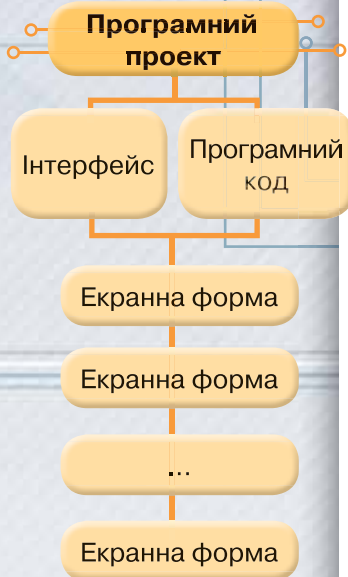 Програмний
проект
Інтерфейс
Програмний
код
Екранна форма
Екранна форма
...
Екранна форма